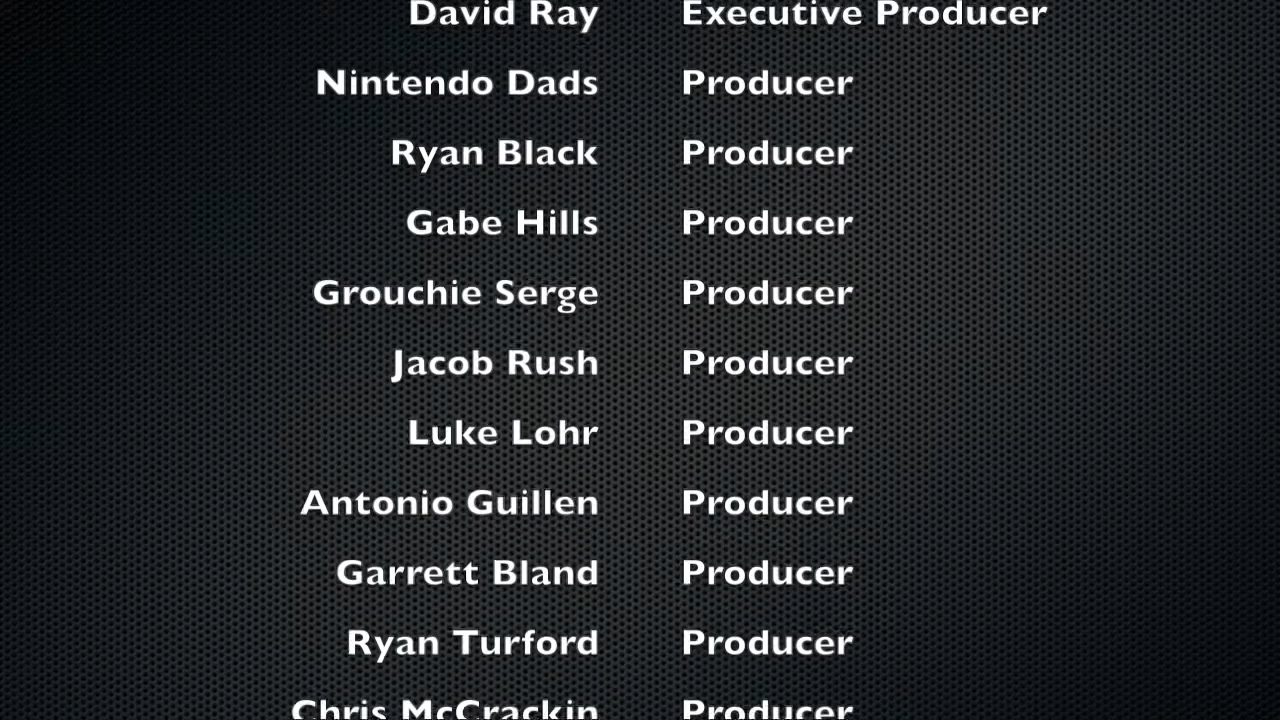 David Ray Executive Producer
Nintendo Dads Producer
Ryan Black Producer
Gabe Hills Producer
Grouchie Serge Producer
Jacob Rush Producer
Luke Lohr Producer
Antonio Guillen Producer
Garrett Bland Producer
Ryan Turford Producer
Chris McCrackin Producer